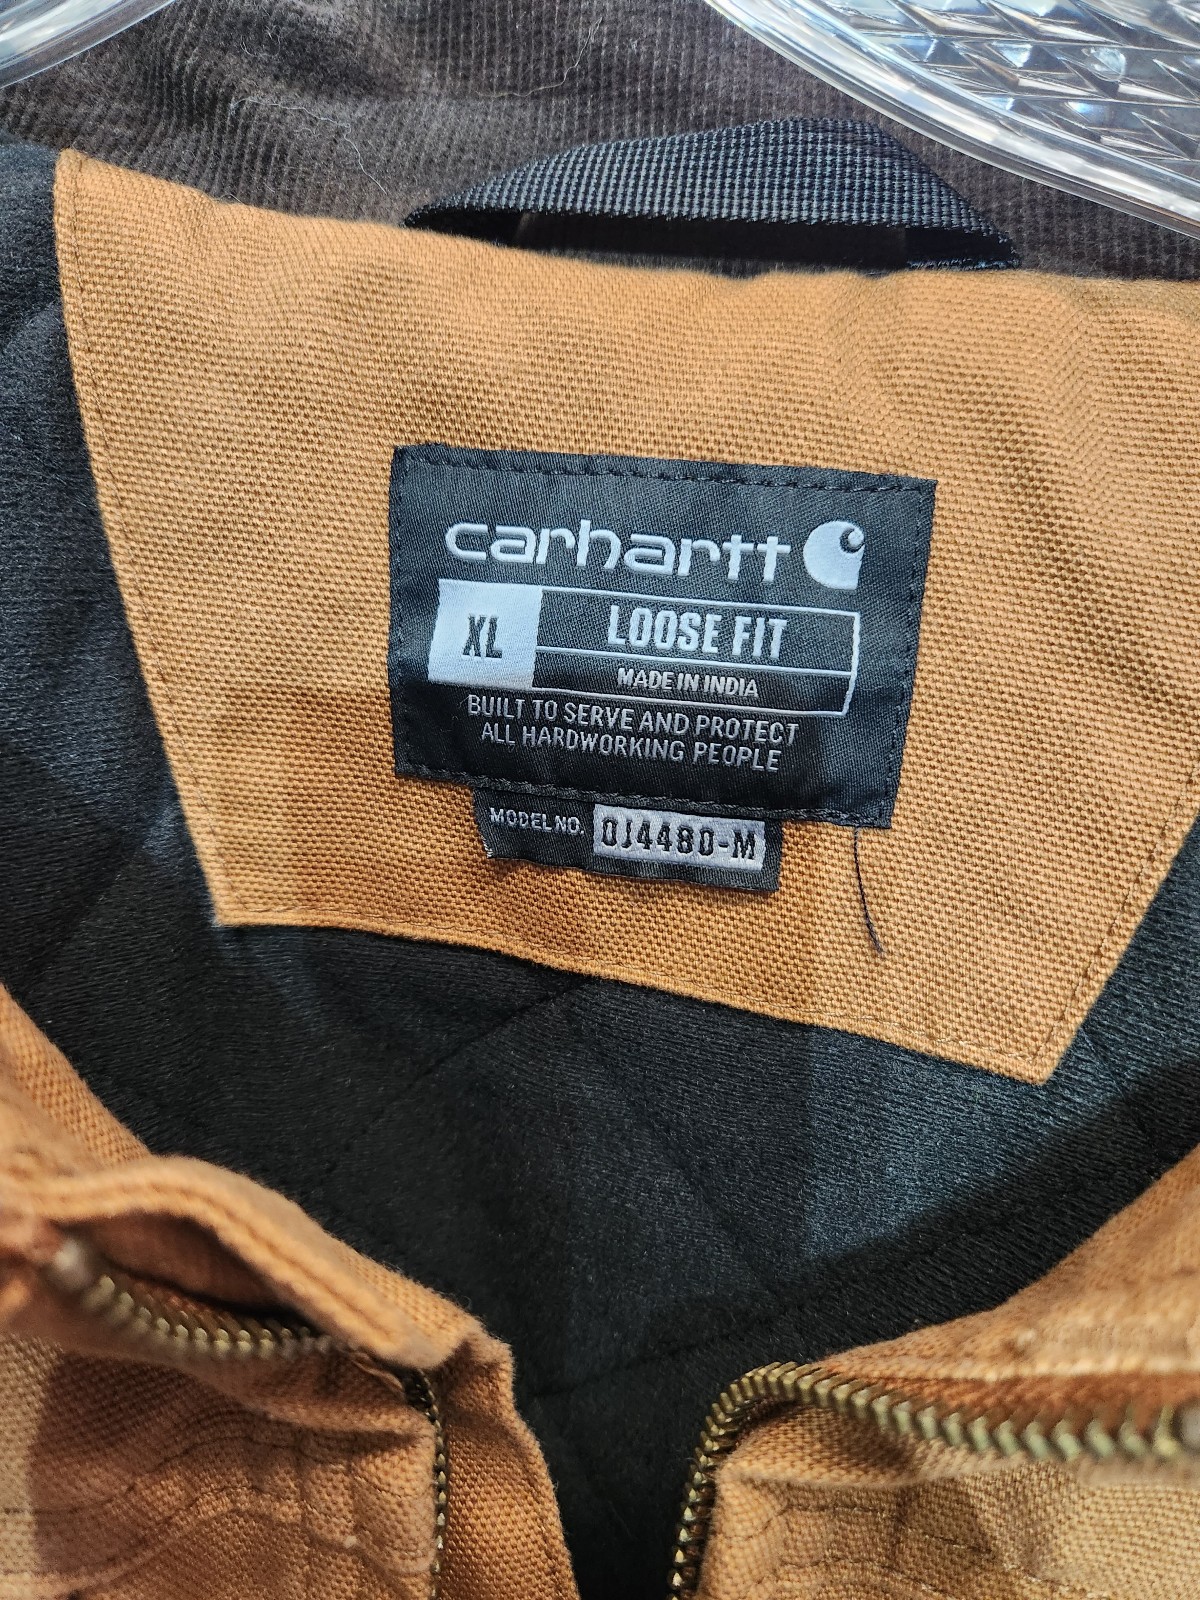 carhartt
XL
LOOSE FIT
MADE IN INDIA
BUILT TO SERVE AND PROTECT
ALL HARDWORKING PEOPLE
MODEL NO. OJ4480-M